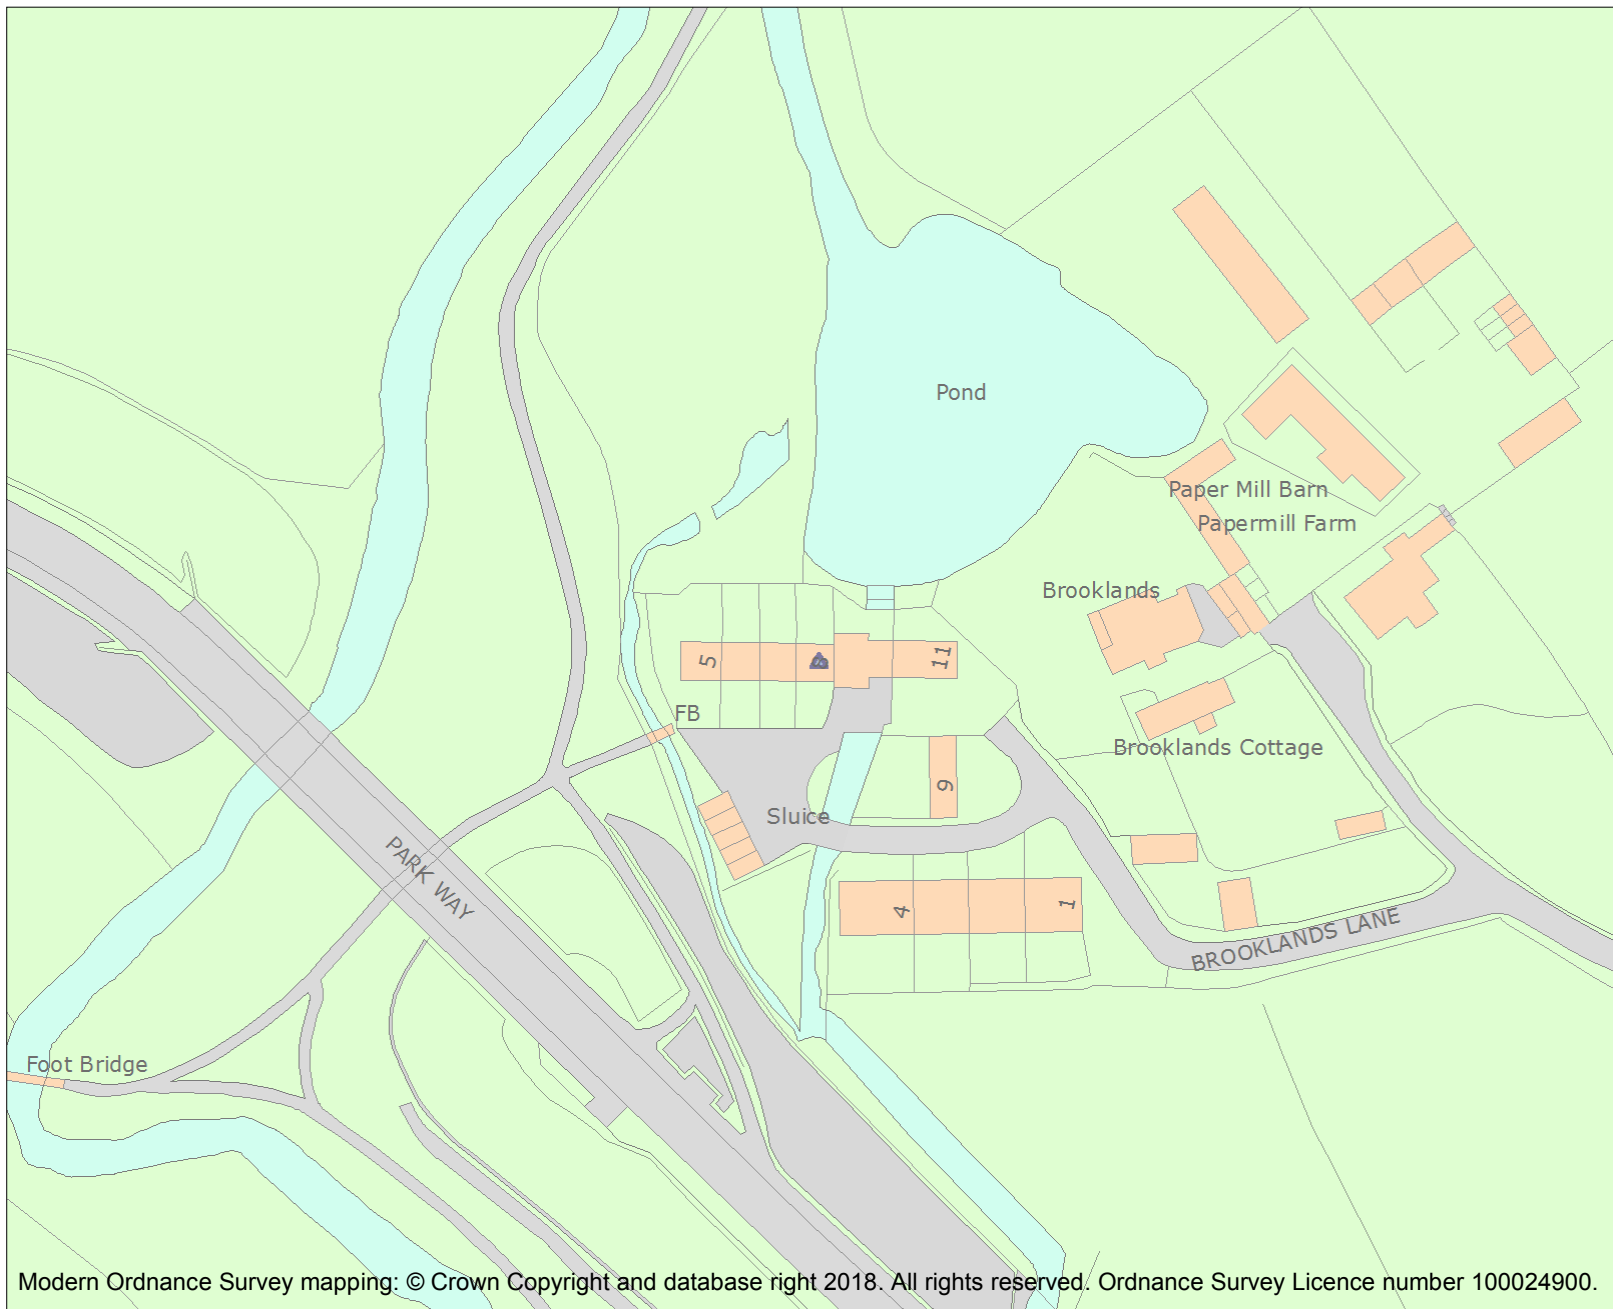 Pond
Paper Mill Barn
Papermill Farm
Brooklands
5
11
FB
Brooklands Cottage
9
Sluice
PARK WAY
4
1
BROOKLANDS LANE
Foot Bridge
Modern Ordnance Survey mapping: © Crown Copyright and database right 2018. All rights reserved. Ordnance Survey Licence number 100024900.